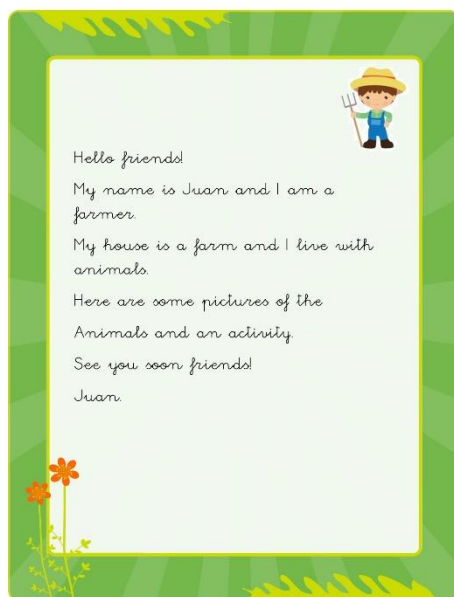 Hello friends!
My name is Juan and I am a
farmer.
My house is a farm and I live with
animals.
Here are some pictures of the
Animals and an activity.
See you soon friends!
Juan.